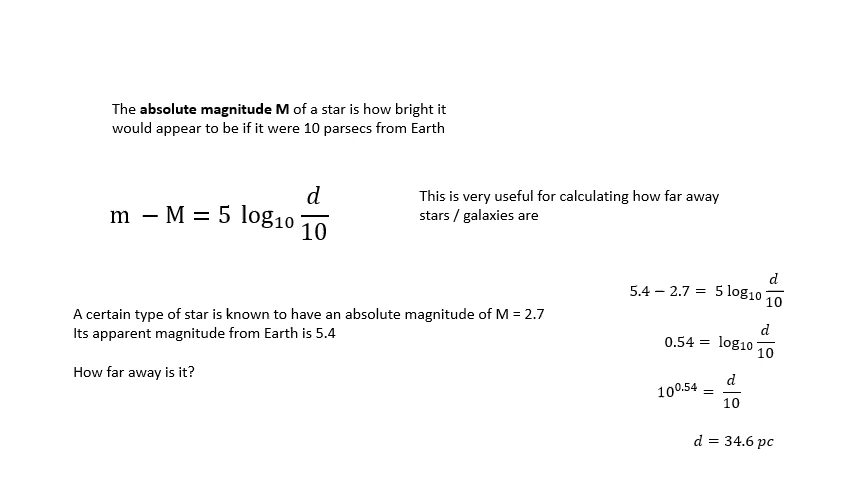 The absolute magnitude M of a star is how bright it
would appear to be if it were 10 parsecs from Earth
m − M = 5 log₁₀ d/10
This is very useful for calculating how far away
stars / galaxies are
A certain type of star is known to have an absolute magnitude of M = 2.7
Its apparent magnitude from Earth is 5.4
How far away is it?
5.4 − 2.7 = 5 log₁₀ d/10
0.54 = log₁₀ d/10
10^0.54 = d/10
d = 34.6 pc